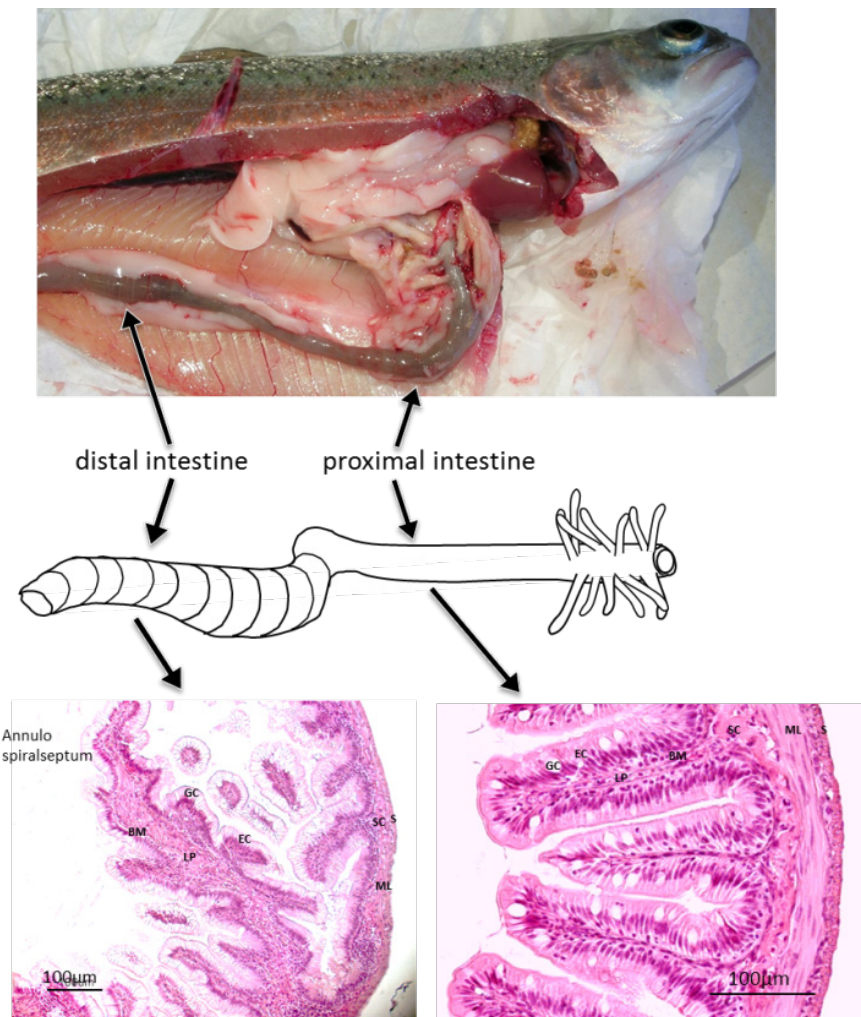 distal intestine
proximal intestine
Annulo
spiralseptum
GC
BM
EC
LP
SC
S
ML
100µm
GC
EC
LP
BM
SC
ML
S
100µm